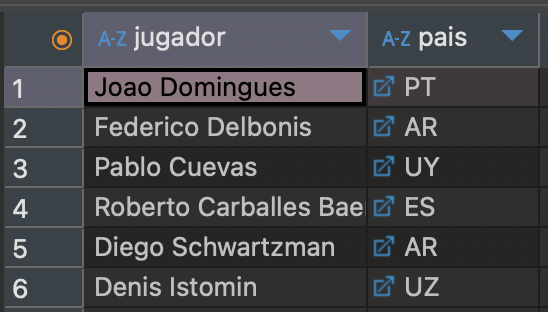 A-Z jugador A-Z pais
1 Joao Domingues PT
2 Federico Delbonis AR
3 Pablo Cuevas UY
4 Roberto Carballes Bae ES
5 Diego Schwartzman AR
6 Denis Istomin UZ